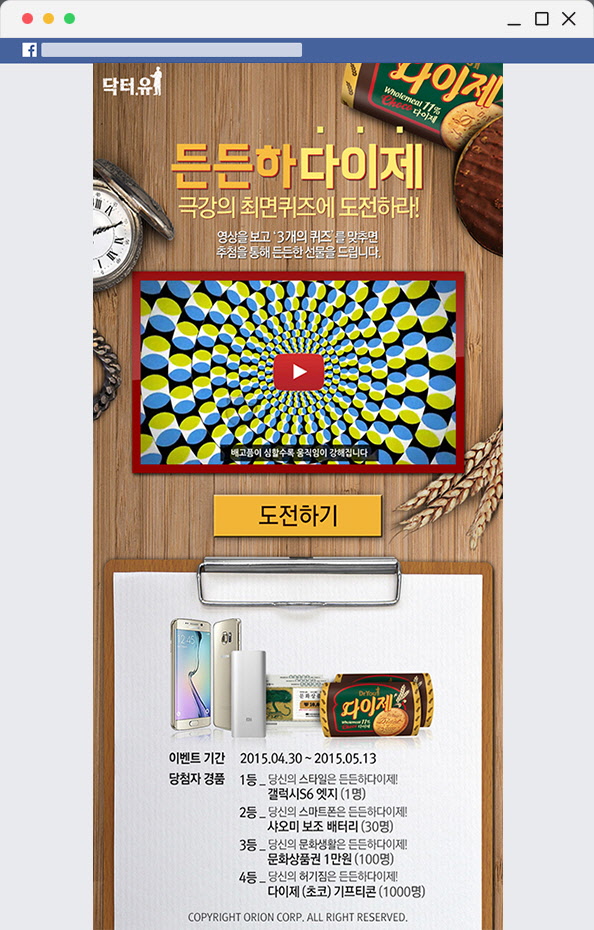 닥터유
다이제
Wholemeal 11%
Choco 다이제
든든하다이제
극강의 최면퀴즈에 도전하라!
영상을 보고 '3개의 퀴즈'를 맞추면
추첨을 통해 든든한 선물을 드립니다.
배고픔이 심할수록 움직임이 강해집니다
도전하기
문화상품
Dr.You
다이제
Wholemeal 11%
이벤트 기간 2015.04.30 ~ 2015.05.13
당첨자 경품 1등 _ 당신의 스타일은 든든하다이제!
갤럭시S6 엣지 (1명)
2등 _ 당신의 스마트폰은 든든하다이제!
샤오미 보조 배터리 (30명)
3등 _ 당신의 문화생활은 든든하다이제!
문화상품권 1만원 (100명)
4등 _ 당신의 허기짐은 든든하다이제!
다이제 (초코) 기프티콘 (1000명)
COPYRIGHT ORION CORP. ALL RIGHT RESERVED.